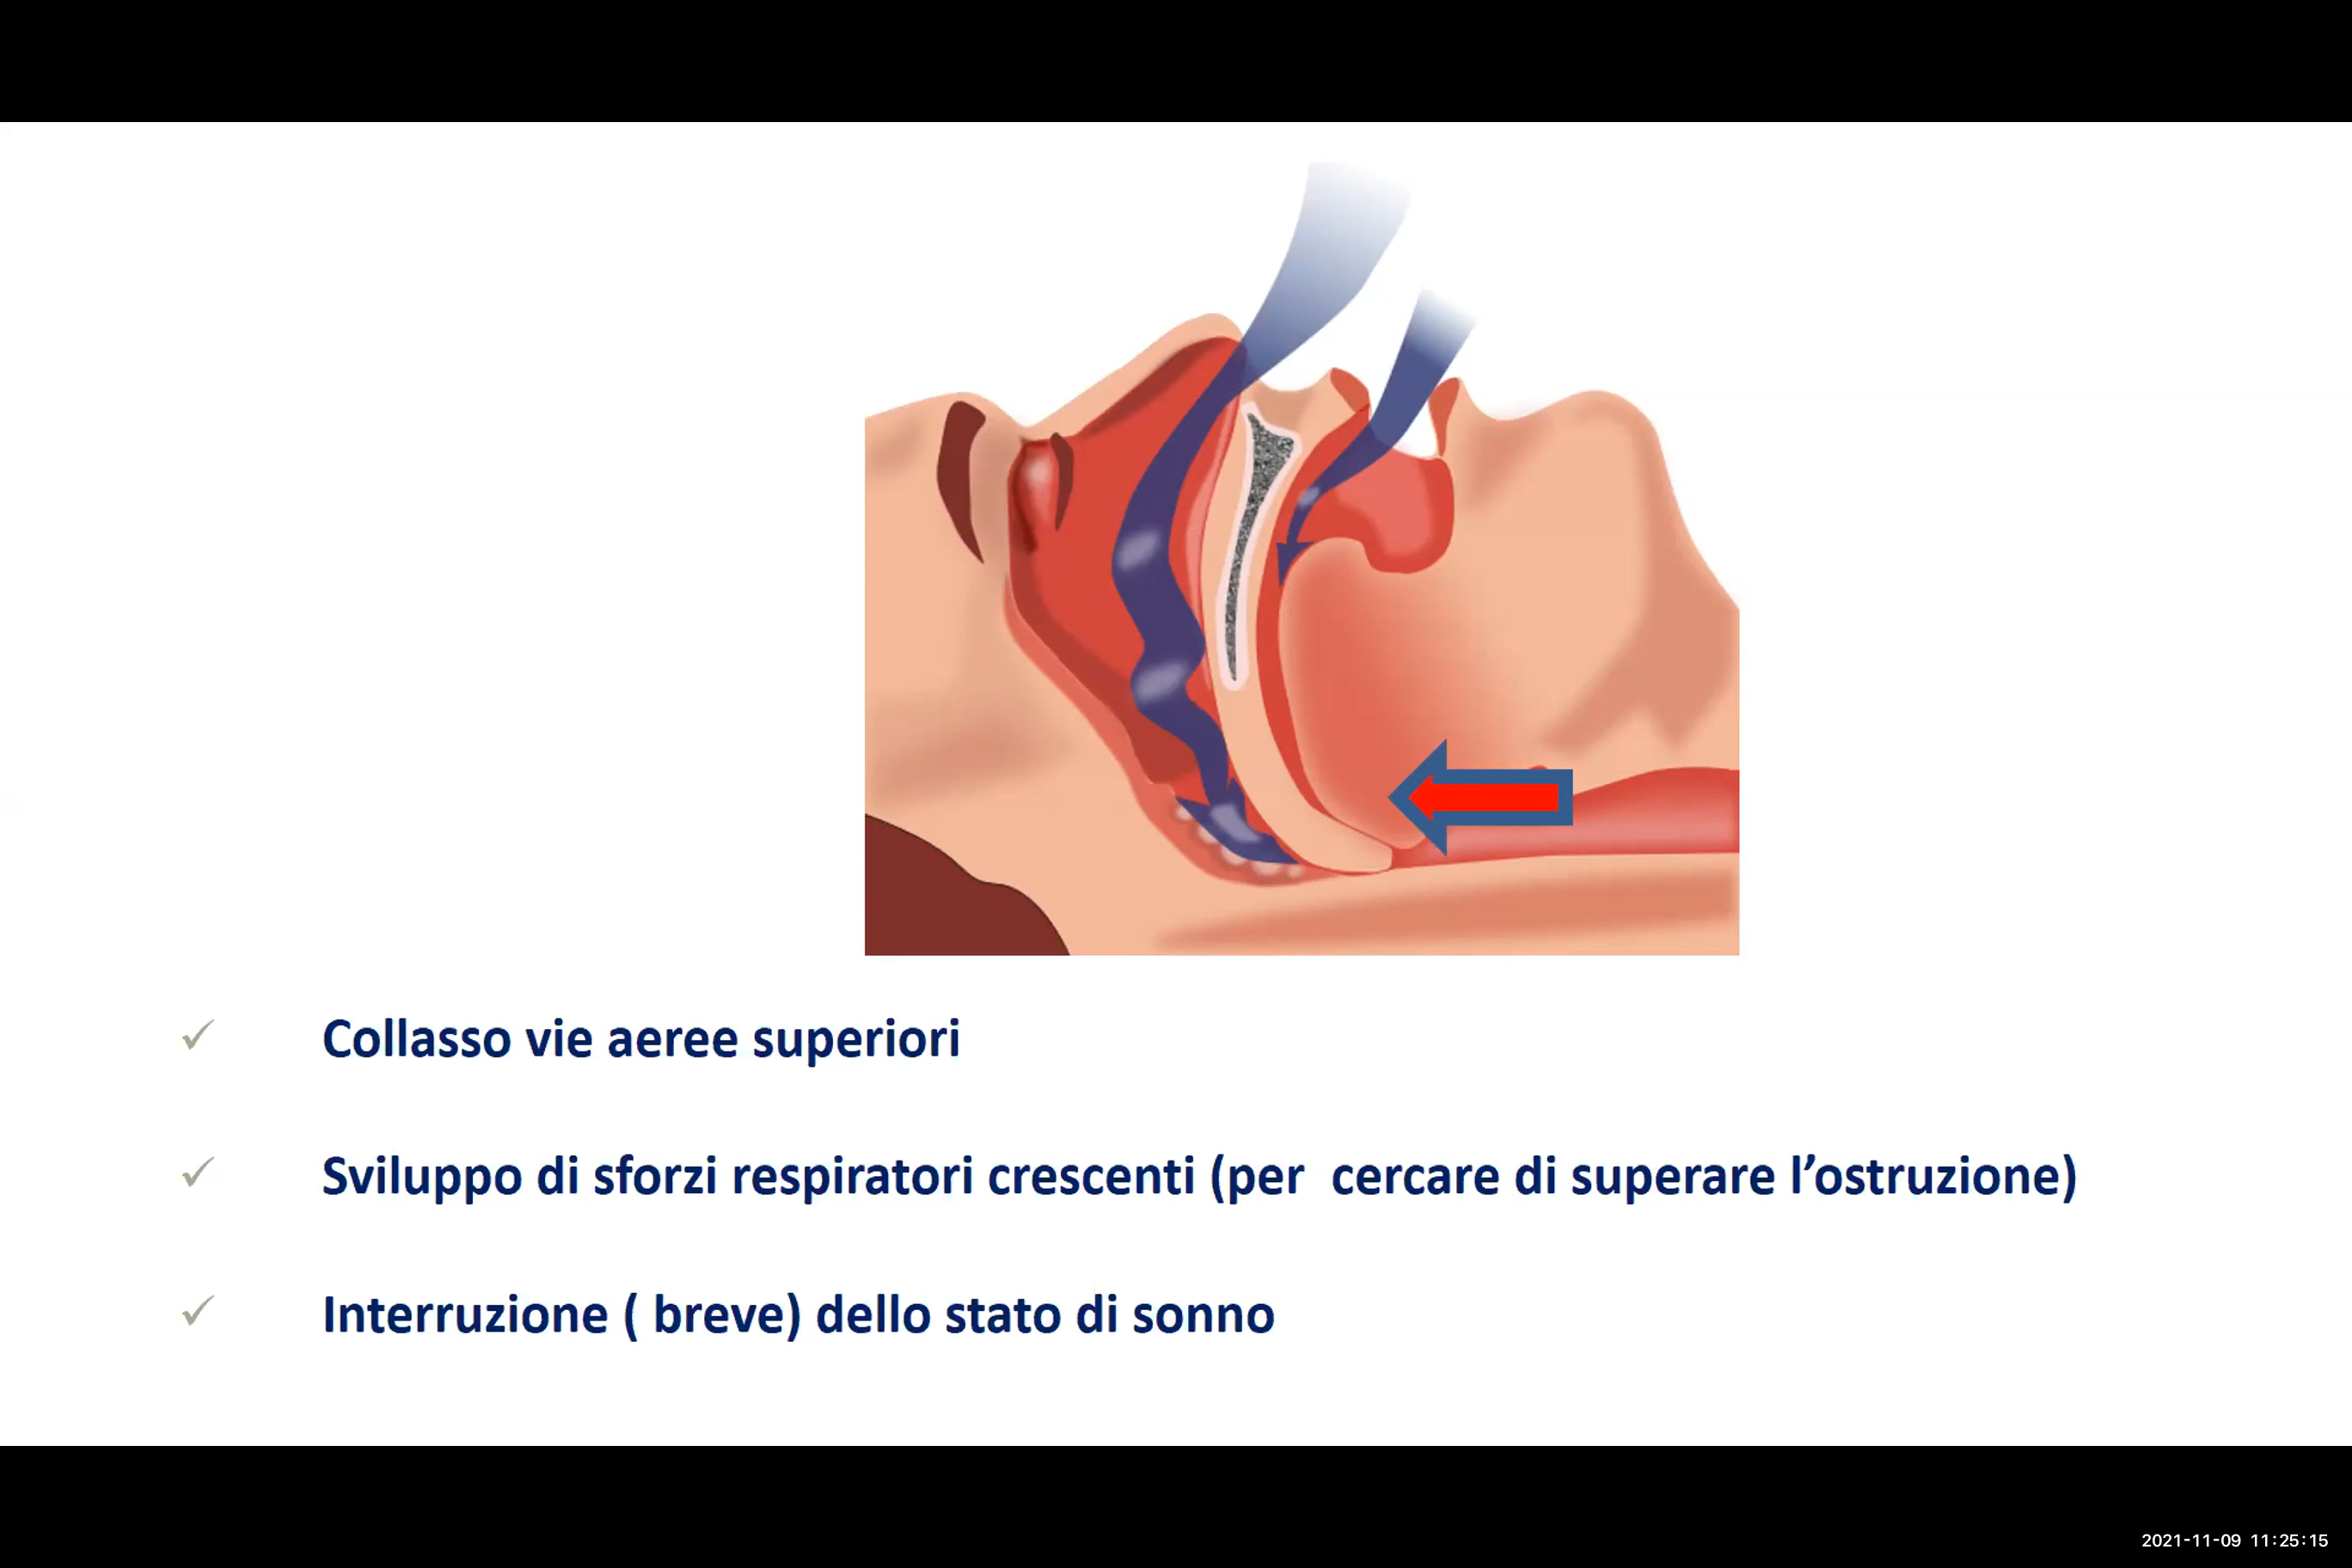 Collasso vie aeree superiori
Sviluppo di sforzi respiratori crescenti (per  cercare di superare l’ostruzione)
Interruzione ( breve) dello stato di sonno
2021-11-09 11:25:15